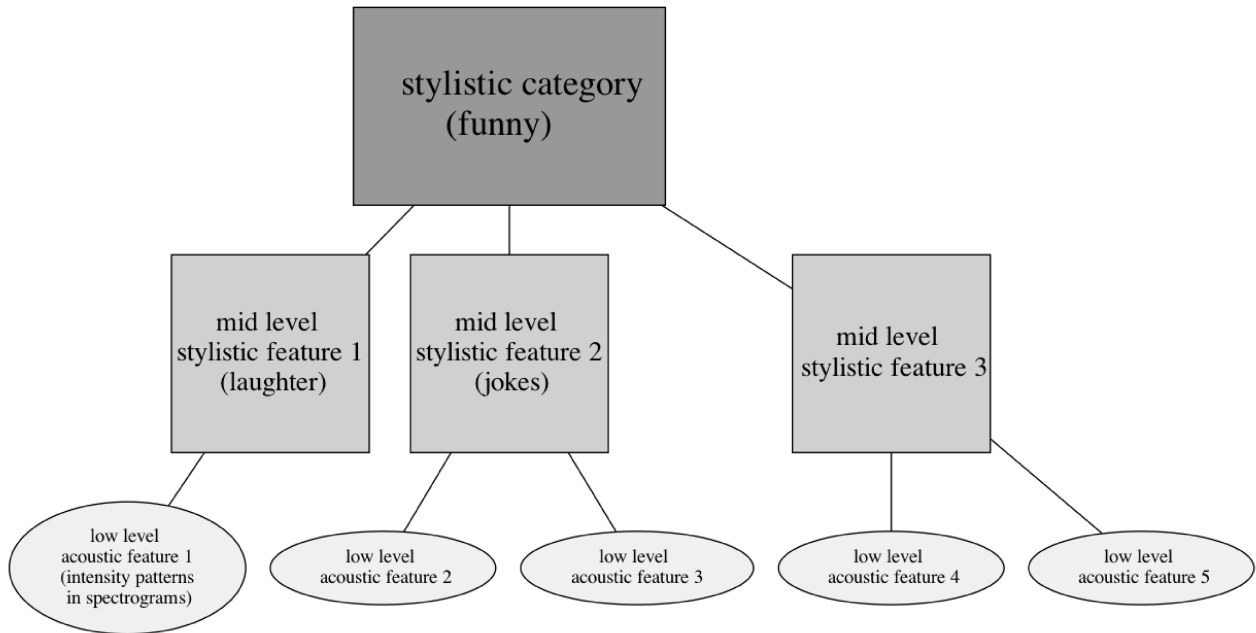 stylistic category
(funny)
mid level
stylistic feature 1
(laughter)
mid level
stylistic feature 2
(jokes)
mid level
stylistic feature 3
low level
acoustic feature 1
(intensity patterns
in spectrograms)
low level
acoustic feature 2
low level
acoustic feature 3
low level
acoustic feature 4
low level
acoustic feature 5